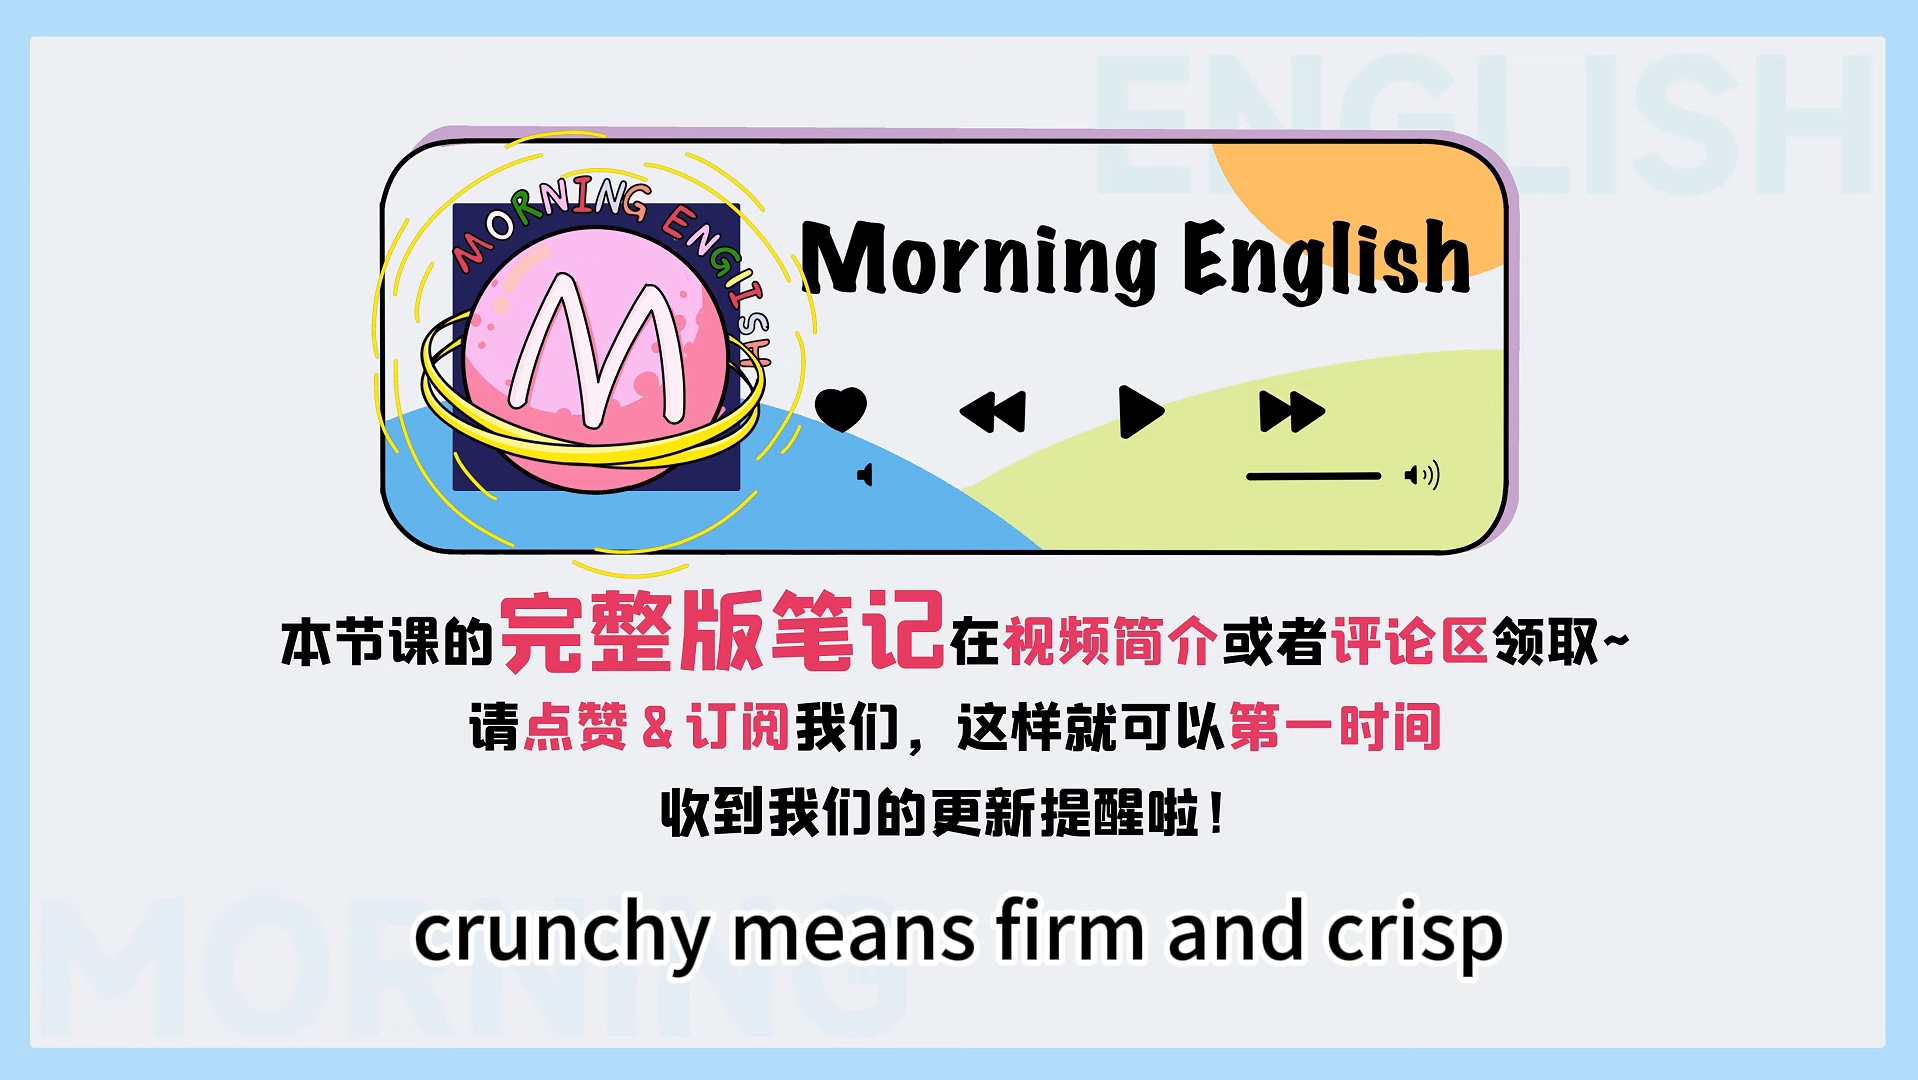 ENGLISH
MORNING ENGLISH
M
Morning English
本节课的完整版笔记在视频简介或者评论区领取~
请点赞&订阅我们，这样就可以第一时间
收到我们的更新提醒啦！
crunchy means firm and crisp
MORNING